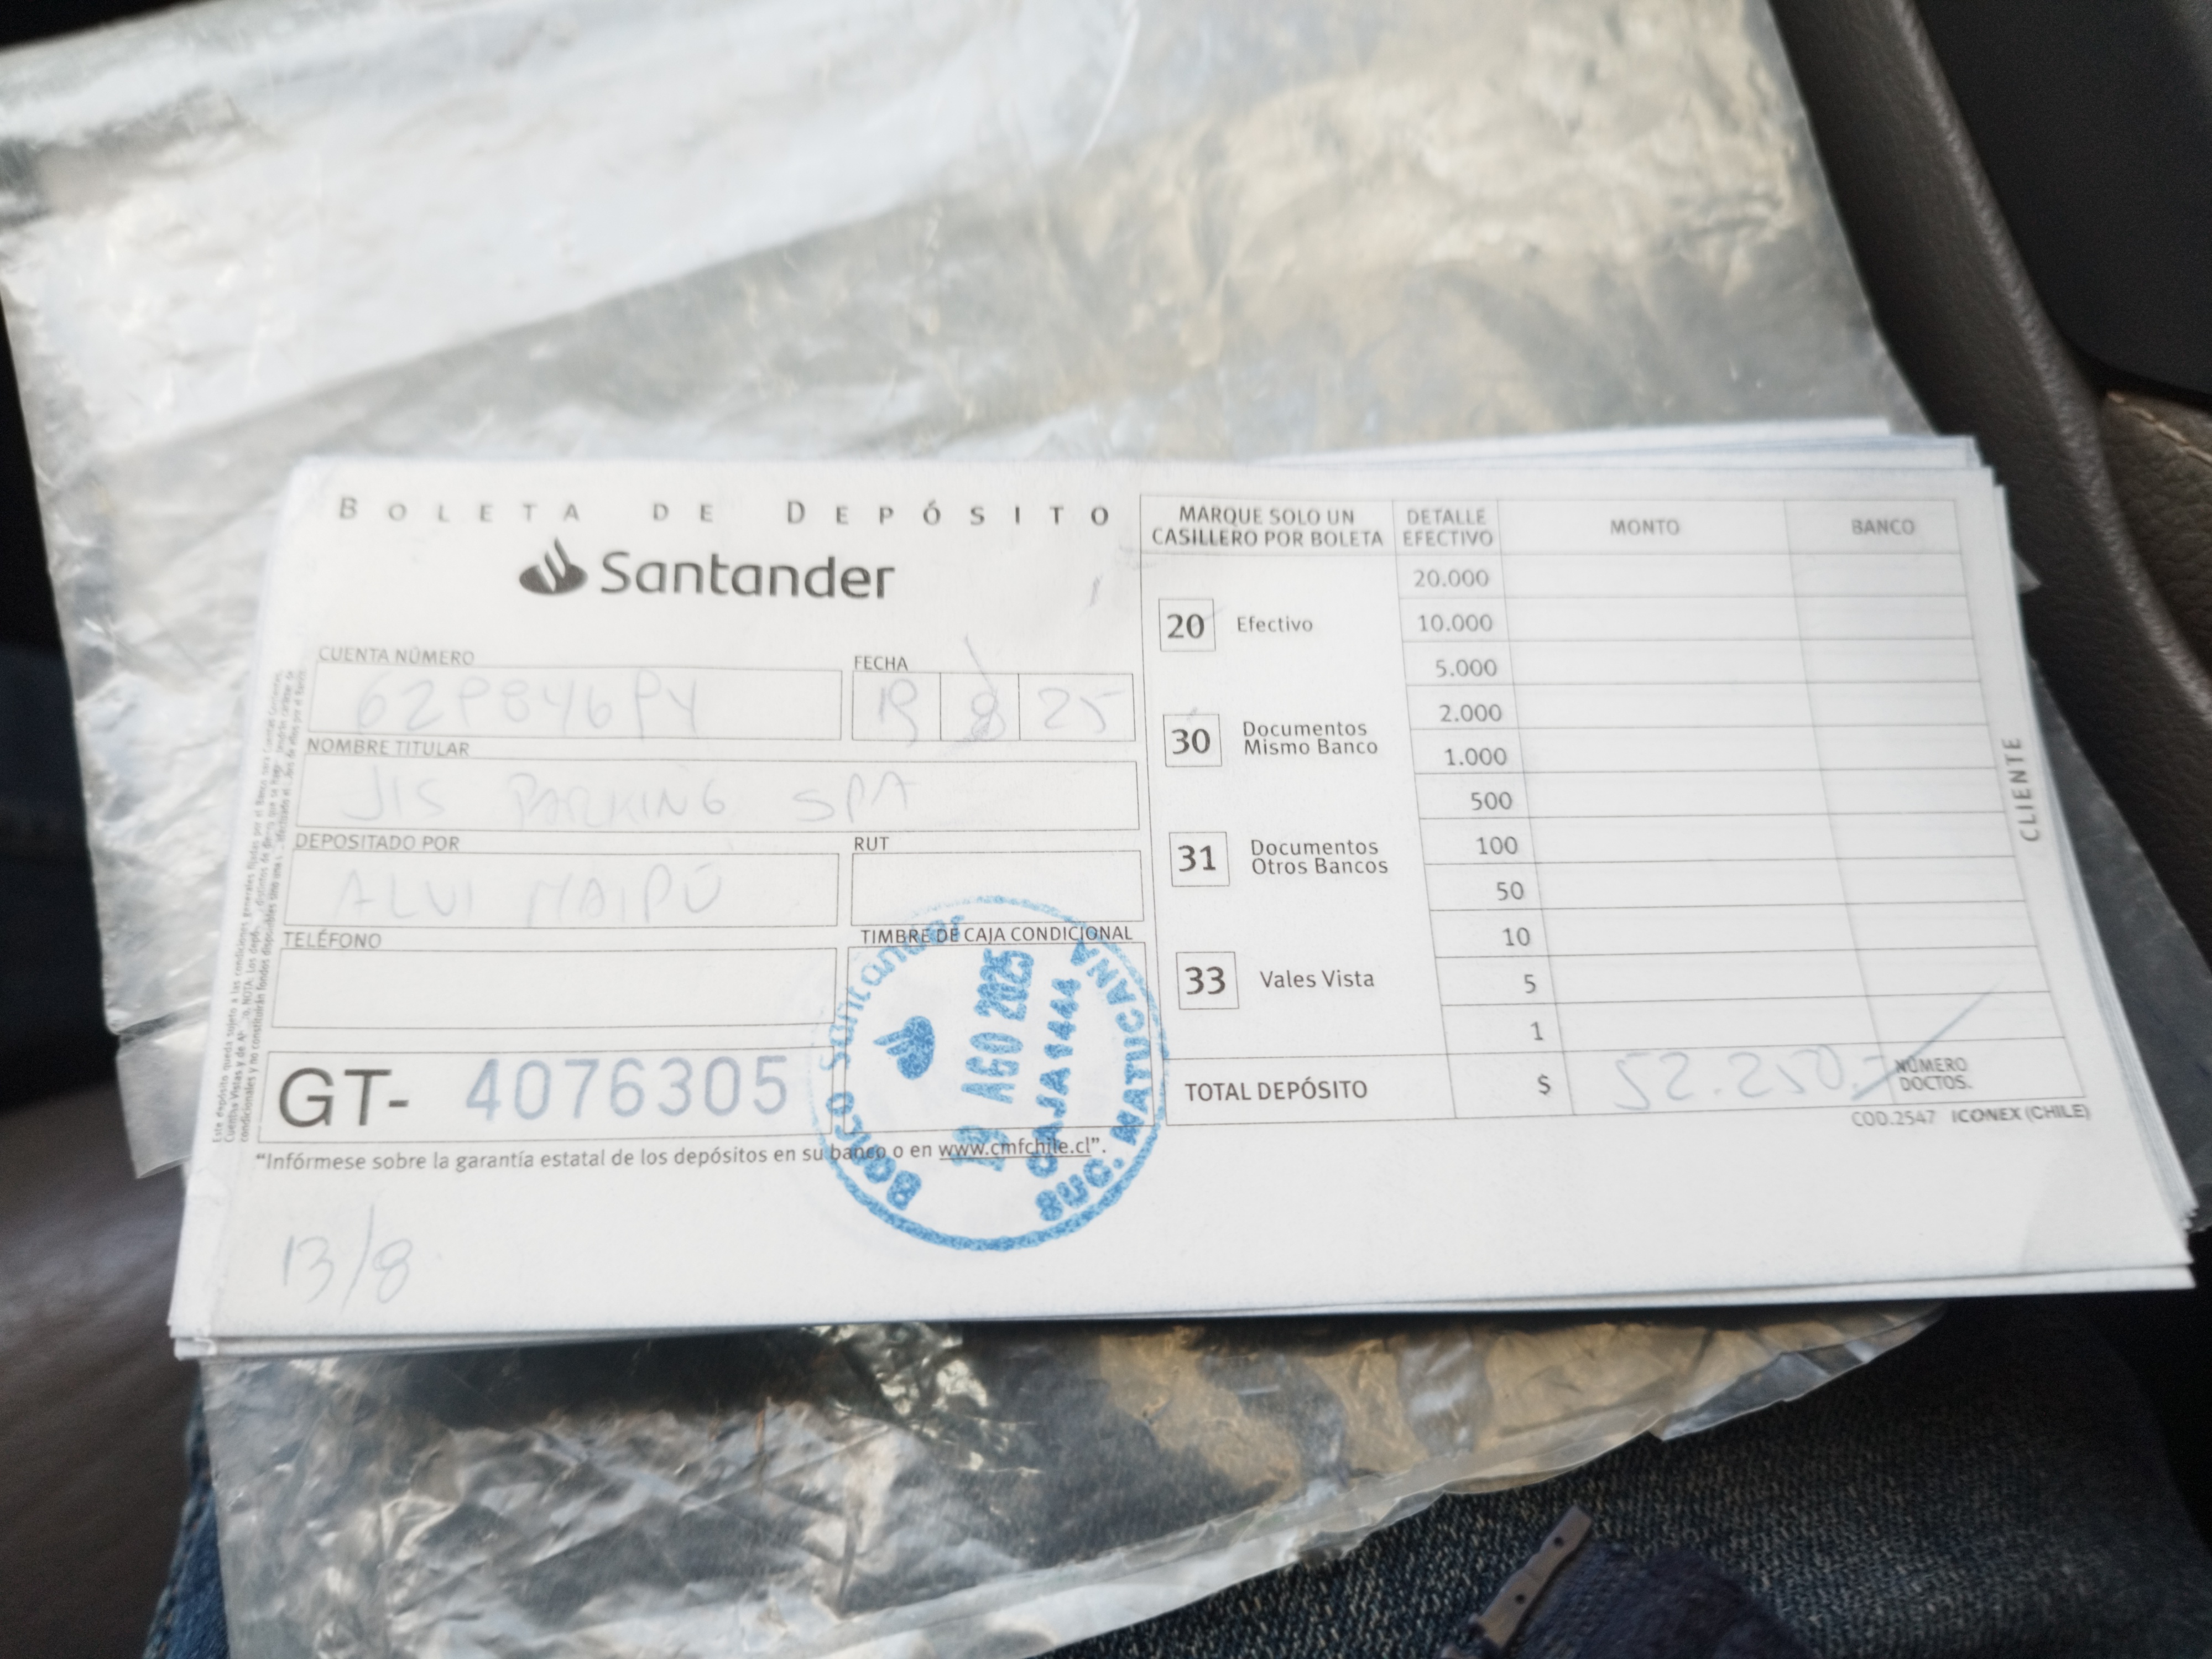 BOLETA DE DEPÓSITO
Santander
CUENTA NÚMERO
FECHA
8 25
NOMBRE TITULAR
JIS PARKING SPA
DEPOSITADO POR
ALVI MAIPÚ
RUT
TELÉFONO
TIMBRE DE CAJA CONDICIONAL
GT- 4076305
"Infórmese sobre la garantía estatal de los depósitos en su banco o en www.cmfchile.cl".
13/8
Banco Santander
19 AGO 2025
CAJA 1444
SUC. MATUCANA
MARQUE SOLO UN
CASILLERO POR BOLETA
20 Efectivo
30 Documentos
Mismo Banco
31 Documentos
Otros Bancos
33 Vales Vista
DETALLE
EFECTIVO
MONTO
BANCO
20.000
10.000
5.000
2.000
1.000
500
100
50
10
5
1
TOTAL DEPÓSITO $ 52.250.-
NÚMERO
DOCTOS.
COD.2547 ICONEX (CHILE)
CLIENTE